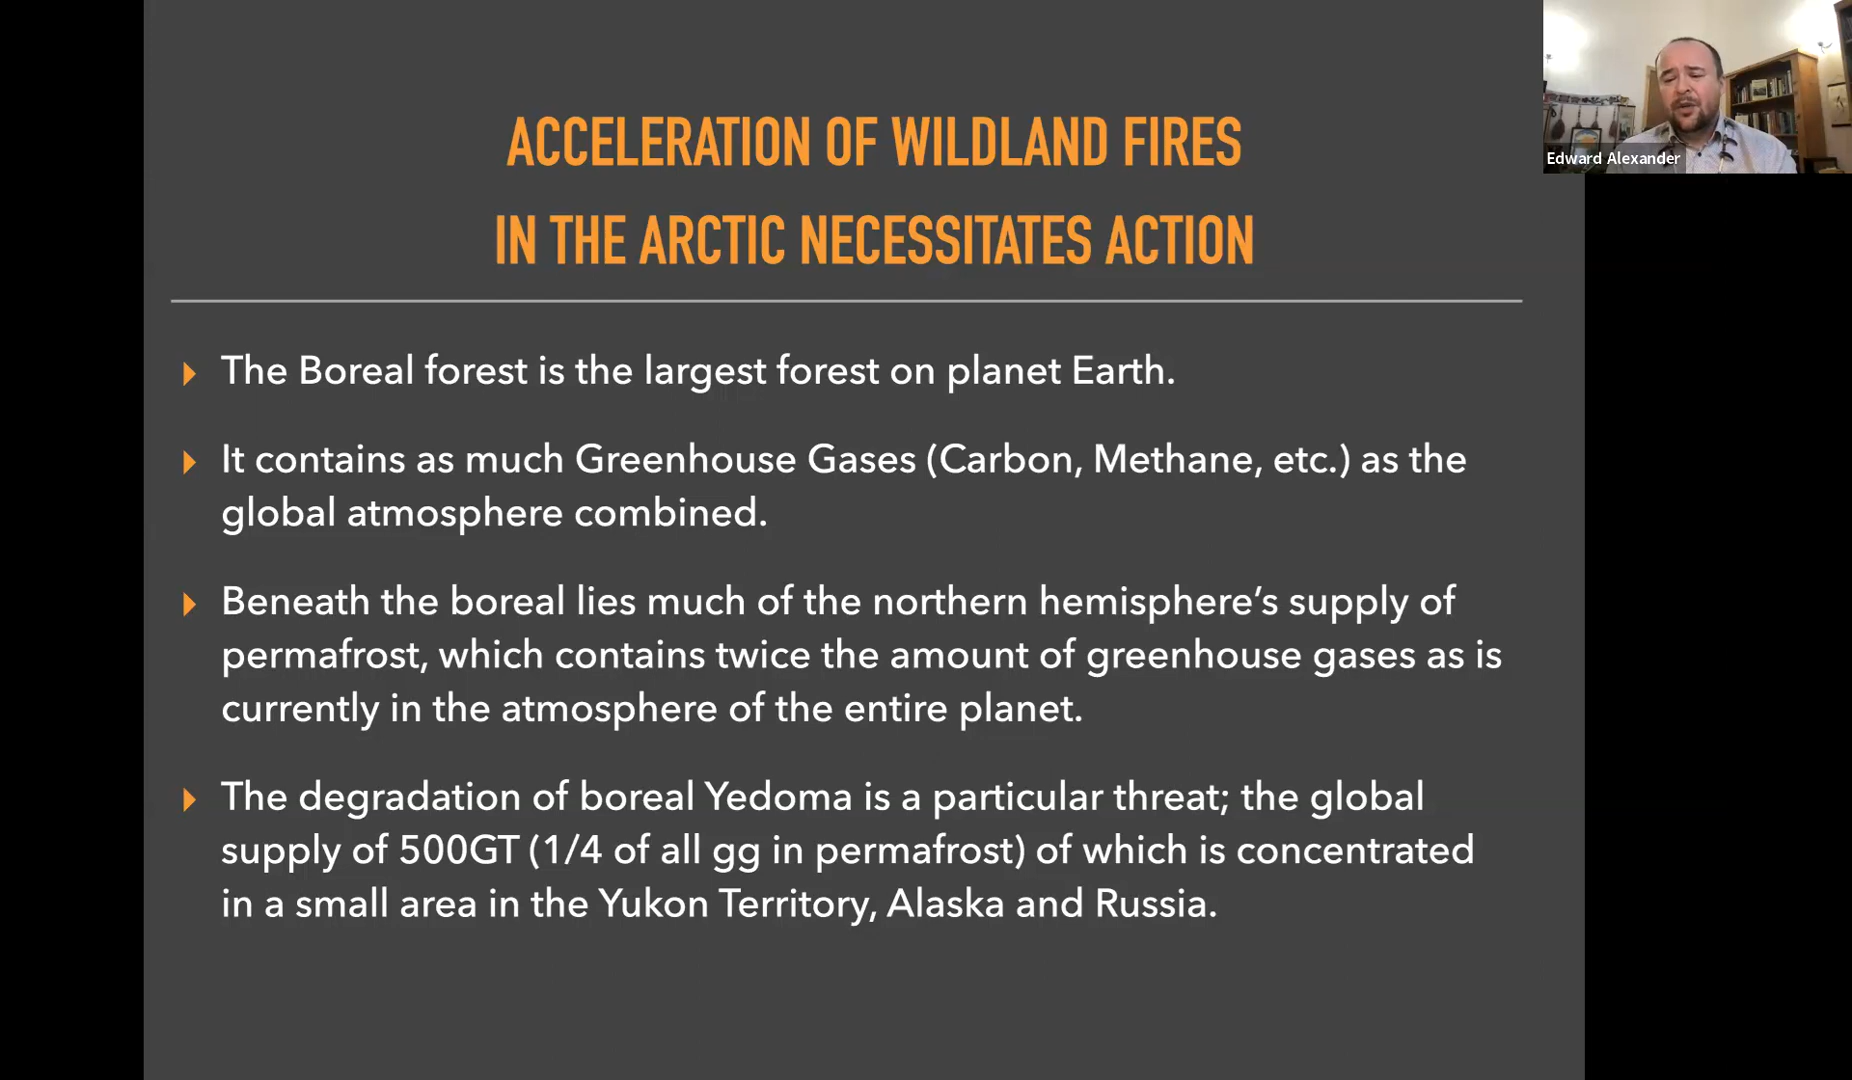 ACCELERATION OF WILDLAND FIRES
IN THE ARCTIC NECESSITATES ACTION
Edward Alexander
The Boreal forest is the largest forest on planet Earth.
It contains as much Greenhouse Gases (Carbon, Methane, etc.) as the
global atmosphere combined.
Beneath the boreal lies much of the northern hemisphere’s supply of
permafrost, which contains twice the amount of greenhouse gases as is
currently in the atmosphere of the entire planet.
The degradation of boreal Yedoma is a particular threat; the global
supply of 500GT (1/4 of all gg in permafrost) of which is concentrated
in a small area in the Yukon Territory, Alaska and Russia.